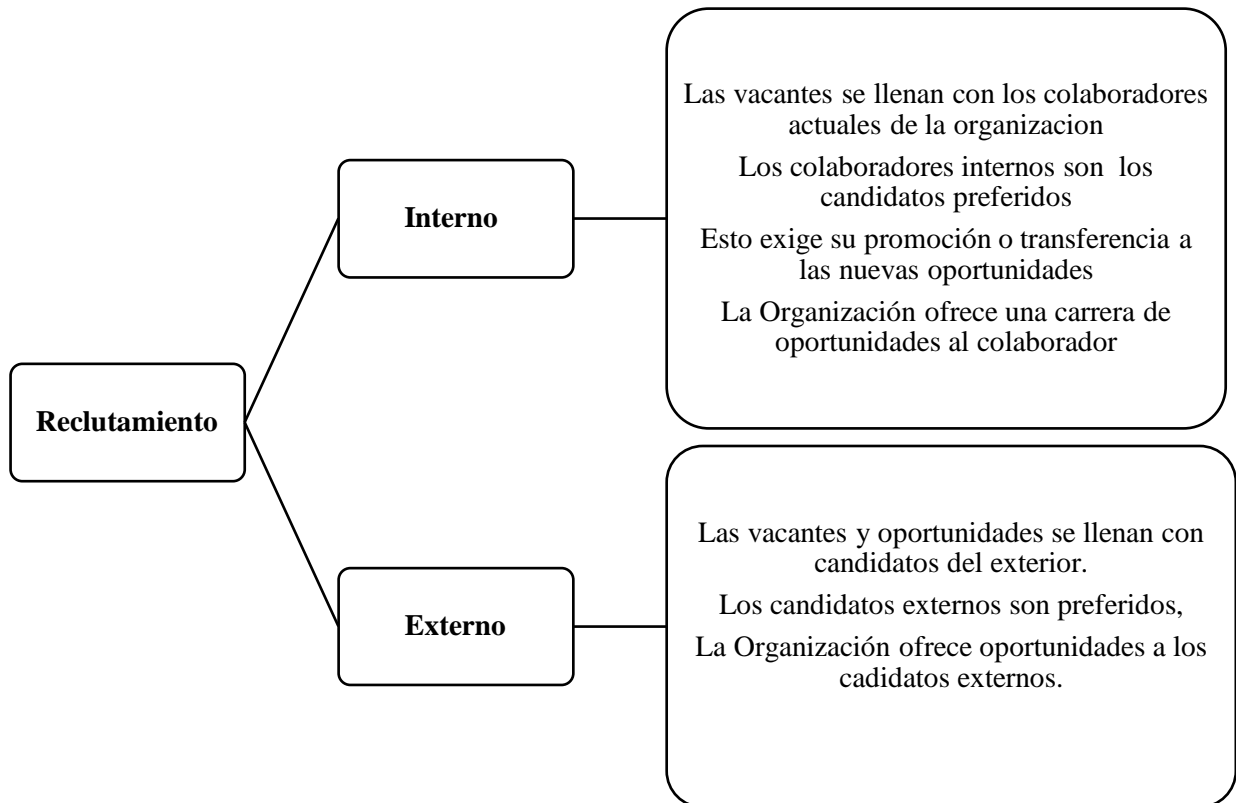 Las vacantes se llenan con los colaboradores
actuales de la organizacion
Los colaboradores internos son los
candidatos preferidos
Esto exige su promoción o transferencia a
las nuevas oportunidades
La Organización ofrece una carrera de
oportunidades al colaborador
Interno
Reclutamiento
Externo
Las vacantes y oportunidades se llenan con
candidatos del exterior.
Los candidatos externos son preferidos,
La Organización ofrece oportunidades a los
cadidatos externos.